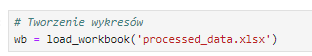 # Tworzenie wykresów
wb = load_workbook('processed_data.xlsx')